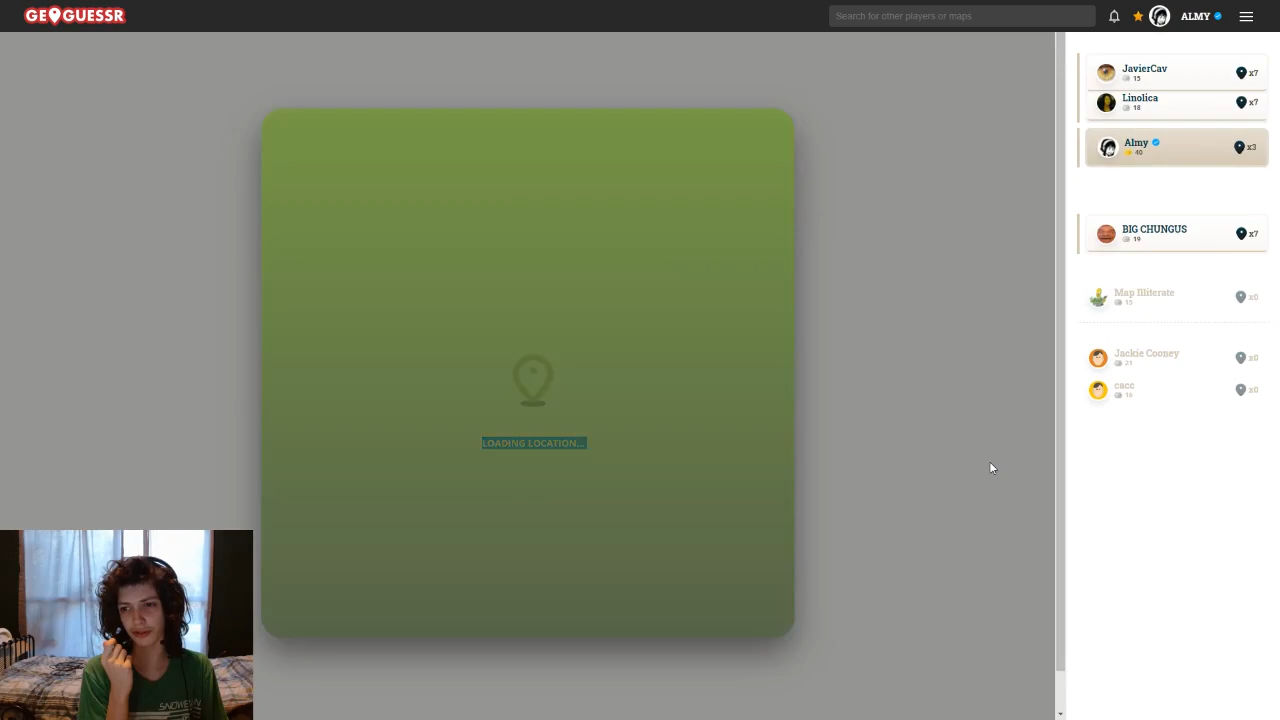 GEOGUESSR
Search for other players or maps
ALMY
JavierCav
15
x7
Linolica
18
x7
Almy
40
x3
BIG CHUNGUS
19
x7
Map Illiterate
15
x0
Jackie Cooney
21
x0
cacc
x0
LOADING LOCATION...